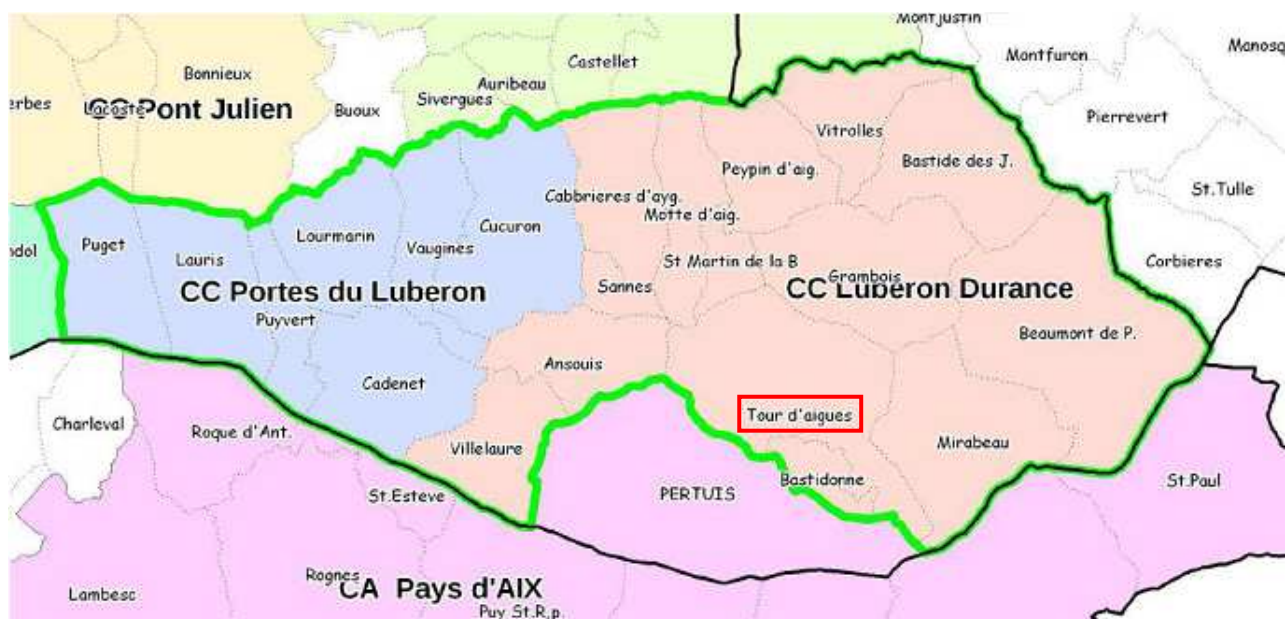 Montjustin
Montfuron
Manosq
Bonnieux
Castellet
Auribeau
erbes
Lacoste
CC Pont Julien
Sivergues
Buoux
Pierrevert
Vitrolles
Peypin d'aig.
Bastide des J.
St.Tulle
Cabbrieres d'ayg.
Motte d'aig.
Cucuron
Lourmarin
Vaugines
Puget
ndol
Lauris
St Martin de la B
Corbieres
Grambois
Sannes
CC Portes du Luberon
CC Lubéron Durance
Puyvert
Beaumont de P.
Ansouis
Cadenet
Tour d'aigues
Charleval
Roque d'Ant.
Villelaure
Mirabeau
Bastidonne
St.Paul
PERTUIS
St.Esteve
Rognes
CA Pays d'AIX
Lambesc
Puy St.R,p.